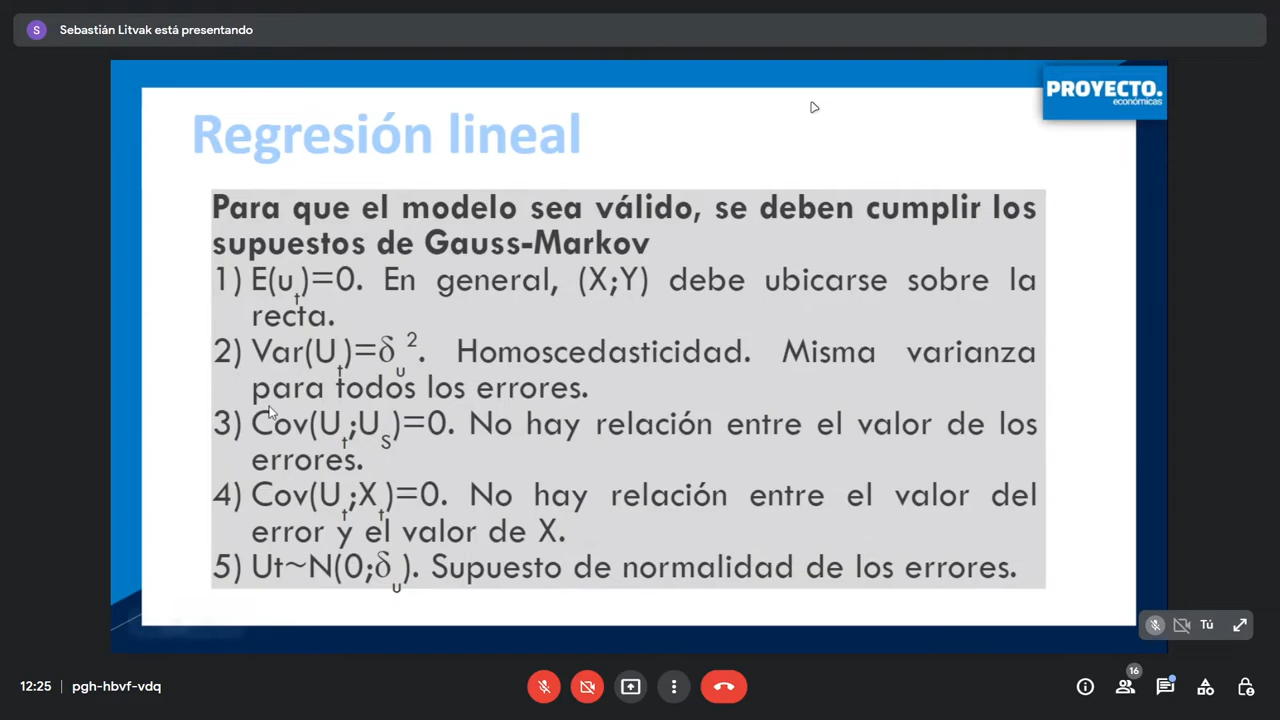 S Sebastián Litvak está presentando
PROYECTO.
económicas
Regresión lineal
Para que el modelo sea válido, se deben cumplir los
supuestos de Gauss-Markov
1) E(uₜ)=0. En general, (X;Y) debe ubicarse sobre la
recta.
2) Var(Uₜ)=δᵤ². Homoscedasticidad. Misma varianza
para todos los errores.
3) Cov(Uₜ;Uₛ)=0. No hay relación entre el valor de los
errores.
4) Cov(Uₜ;Xₜ)=0. No hay relación entre el valor del
error y el valor de X.
5) Ut~N(0;δᵤ). Supuesto de normalidad de los errores.
Tú
12:25 pgh-hbvf-vdq
16